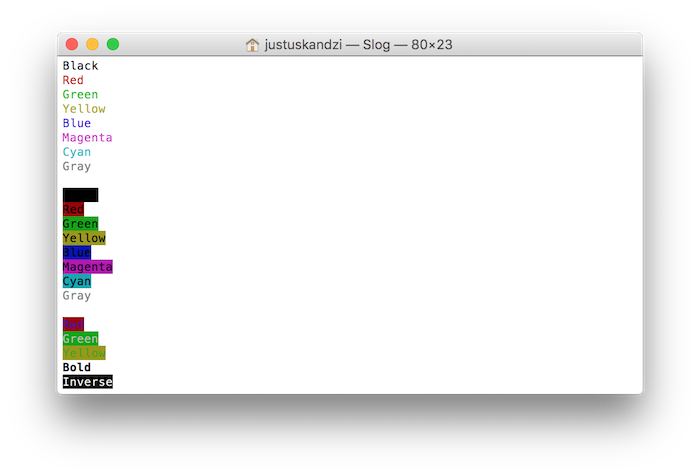 justuskandzi — Slog — 80×23
Black
Red
Green
Yellow
Blue
Magenta
Cyan
Gray
Red
Green
Yellow
Blue
Magenta
Cyan
Gray
Red
Green
Yellow
Bold
Inverse